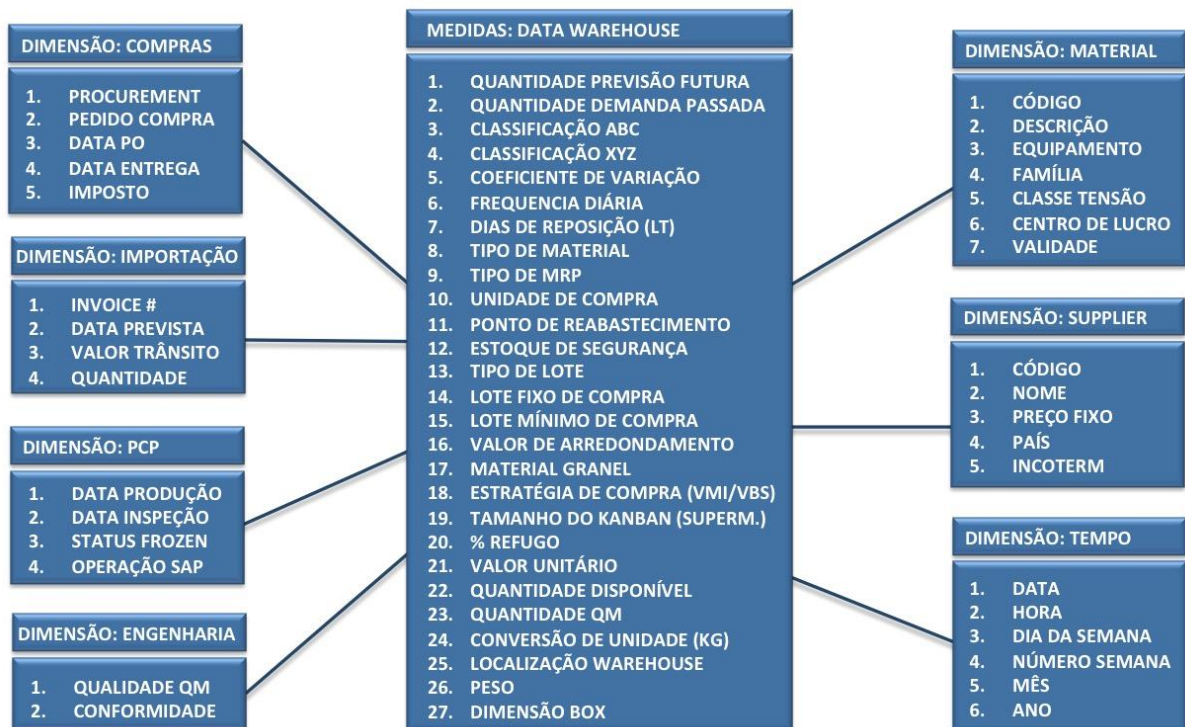 DIMENSÃO: COMPRAS
1. PROCUREMENT
2. PEDIDO COMPRA
3. DATA PO
4. DATA ENTREGA
5. IMPOSTO
DIMENSÃO: IMPORTAÇÃO
1. INVOICE #
2. DATA PREVISTA
3. VALOR TRÂNSITO
4. QUANTIDADE
DIMENSÃO: PCP
1. DATA PRODUÇÃO
2. DATA INSPEÇÃO
3. STATUS FROZEN
4. OPERAÇÃO SAP
DIMENSÃO: ENGENHARIA
1. QUALIDADE QM
2. CONFORMIDADE
MEDIDAS: DATA WAREHOUSE
1. QUANTIDADE PREVISÃO FUTURA
2. QUANTIDADE DEMANDA PASSADA
3. CLASSIFICAÇÃO ABC
4. CLASSIFICAÇÃO XYZ
5. COEFICIENTE DE VARIAÇÃO
6. FREQUENCIA DIÁRIA
7. DIAS DE REPOSIÇÃO (LT)
8. TIPO DE MATERIAL
9. TIPO DE MRP
10. UNIDADE DE COMPRA
11. PONTO DE REABASTECIMENTO
12. ESTOQUE DE SEGURANÇA
13. TIPO DE LOTE
14. LOTE FIXO DE COMPRA
15. LOTE MÍNIMO DE COMPRA
16. VALOR DE ARREDONDAMENTO
17. MATERIAL GRANEL
18. ESTRATÉGIA DE COMPRA (VMI/VBS)
19. TAMANHO DO KANBAN (SUPERM.)
20. % REFUGO
21. VALOR UNITÁRIO
22. QUANTIDADE DISPONÍVEL
23. QUANTIDADE QM
24. CONVERSÃO DE UNIDADE (KG)
25. LOCALIZAÇÃO WAREHOUSE
26. PESO
27. DIMENSÃO BOX
DIMENSÃO: MATERIAL
1. CÓDIGO
2. DESCRIÇÃO
3. EQUIPAMENTO
4. FAMÍLIA
5. CLASSE TENSÃO
6. CENTRO DE LUCRO
7. VALIDADE
DIMENSÃO: SUPPLIER
1. CÓDIGO
2. NOME
3. PREÇO FIXO
4. PAÍS
5. INCOTERM
DIMENSÃO: TEMPO
1. DATA
2. HORA
3. DIA DA SEMANA
4. NÚMERO SEMANA
5. MÊS
6. ANO